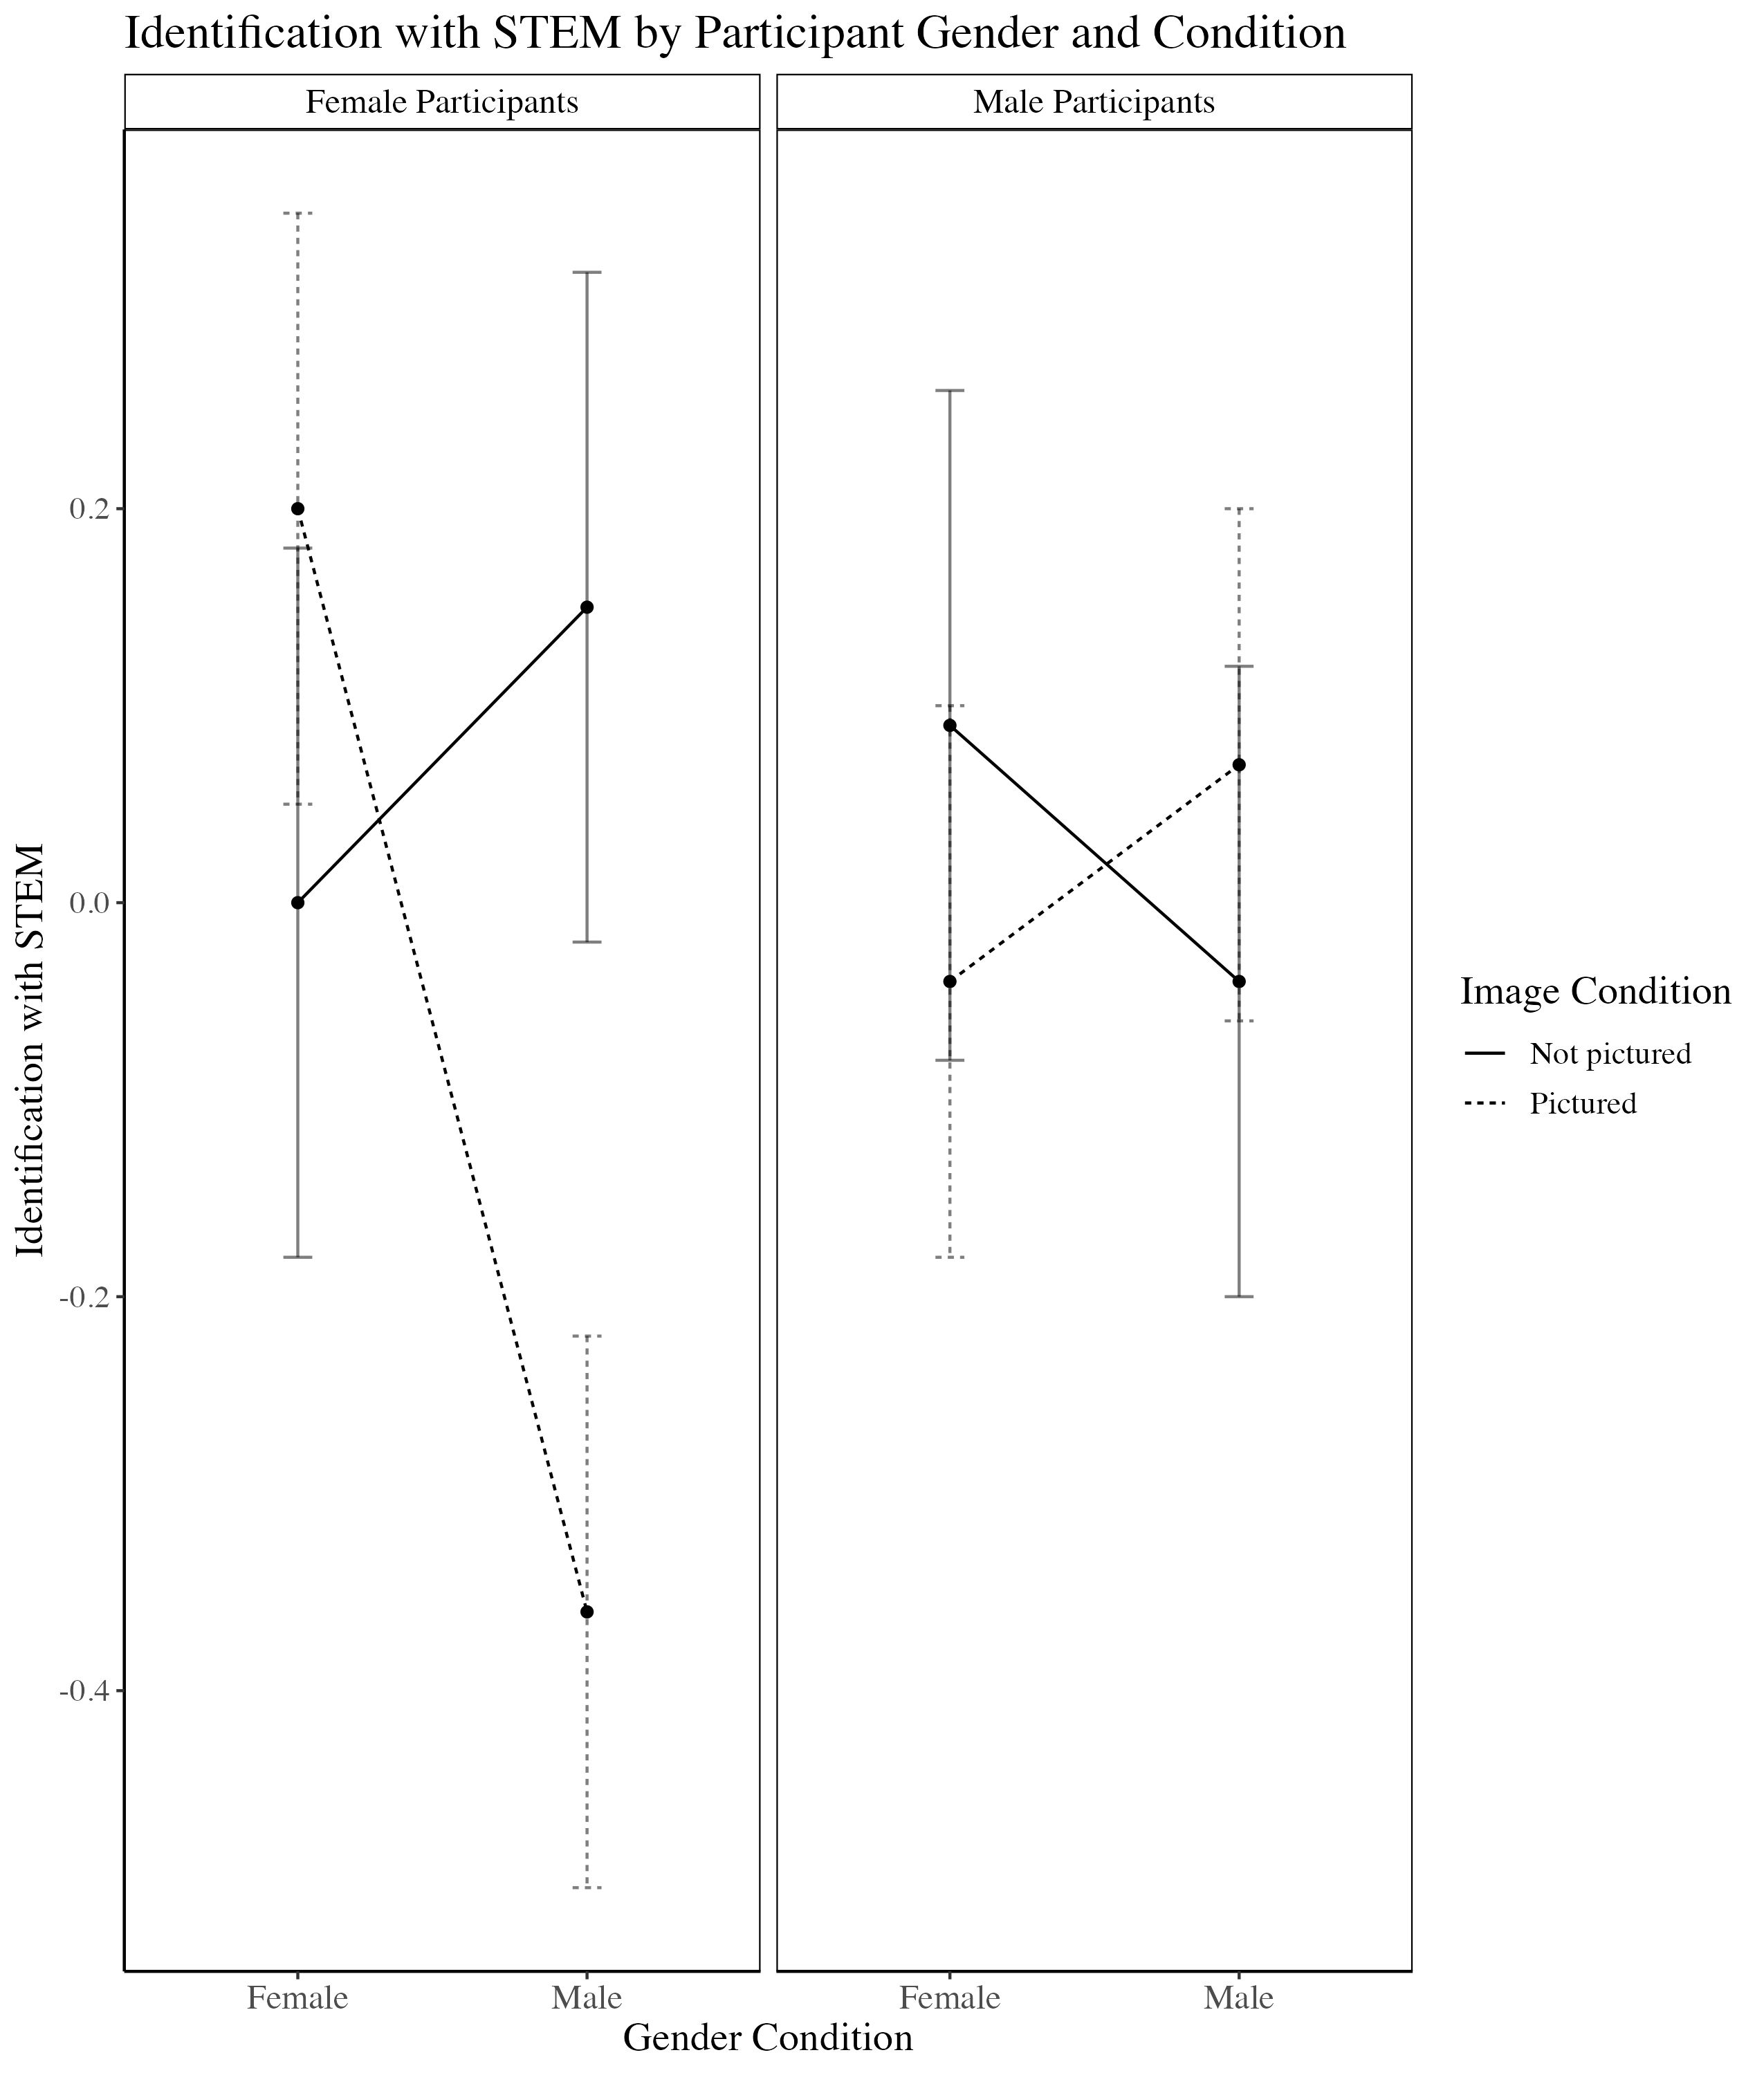 Identification with STEM by Participant Gender and Condition
Female Participants
Male Participants
Identification with STEM
0.2
0.0
-0.2
-0.4
Female
Male
Female
Male
Gender Condition
Image Condition
Not pictured
Pictured